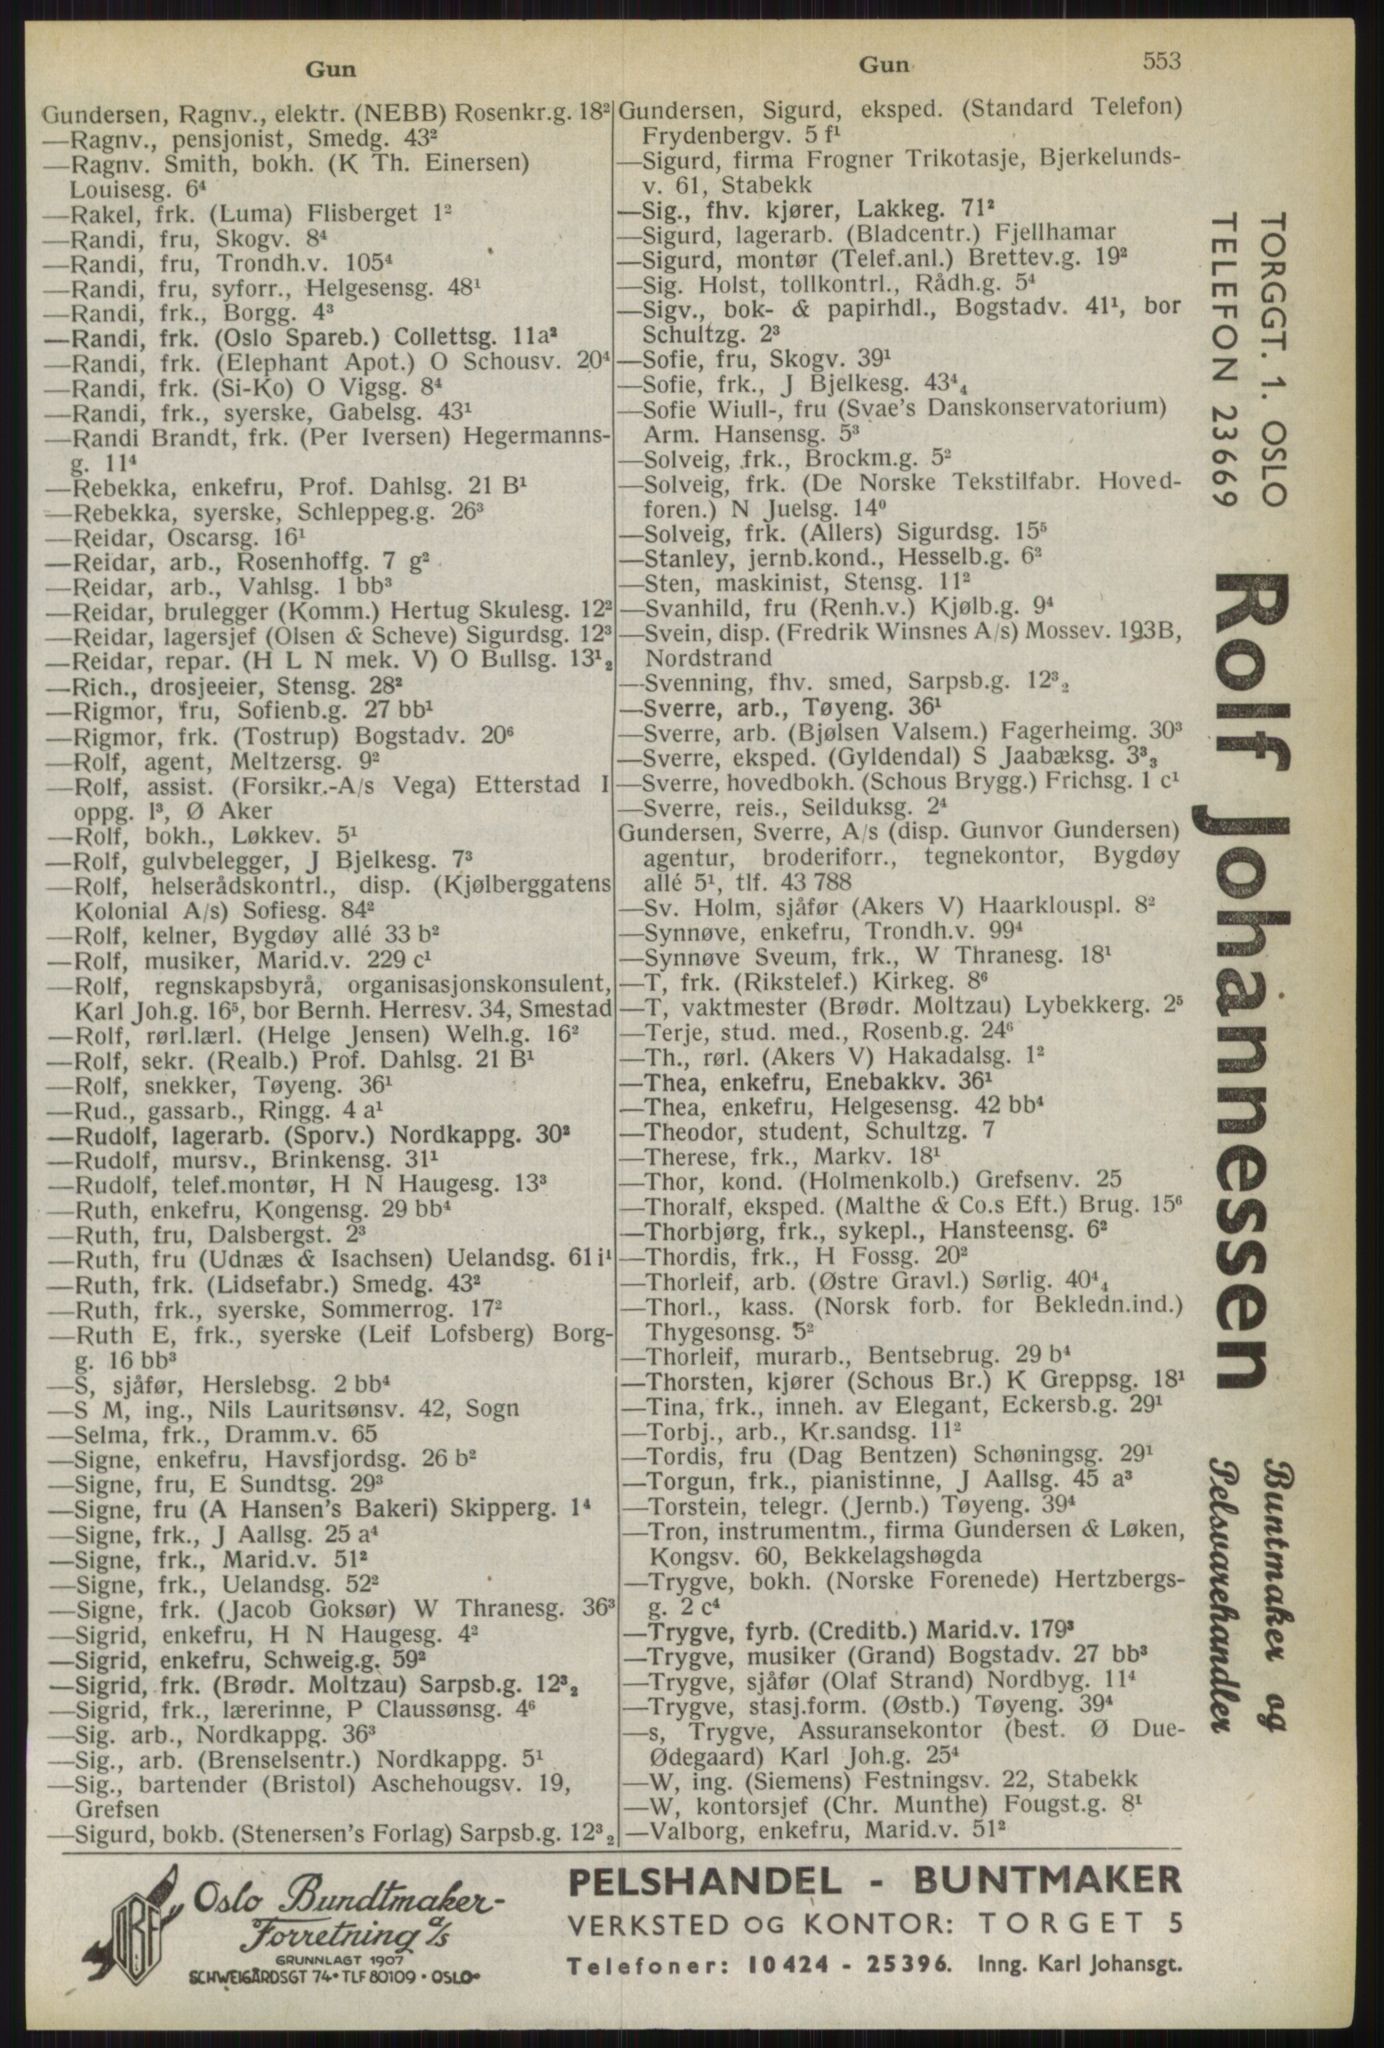 Gun
Gundersen, Ragnv., elektr. (NEBB) Rosenkr.g. 18²
—Ragnv., pensjonist, Smedg. 43²
—Ragnv. Smith, bokh. (K Th. Einersen)
Louisesg. 6⁴
—Rakel, frk. (Luma) Flisberget 1²
—Randi, fru, Skogv. 8⁴
—Randi, fru, Trondh.v. 105⁴
—Randi, fru, syforr., Helgesensg. 48¹
—Randi, frk., Borgg. 4³
—Randi, frk. (Oslo Spareb.) Collettsg. 11a²
—Randi, frk. (Elephant Apot.) O Schousv. 20⁴
—Randi, frk. (Si-Ko) O Vigsg. 8⁴
—Randi, frk., syerske, Gabelsg. 43¹
—Randi Brandt, frk. (Per Iversen) Hegermanns-
g. 11⁴
—Rebekka, enkefru, Prof. Dahlsg. 21 B¹
—Rebekka, syerske, Schleppeg.g. 26³
—Reidar, Oscarsg. 16¹
—Reidar, arb., Rosenhoffg. 7 g²
—Reidar, arb., Vahlsg. 1 bb³
—Reidar, brulegger (Komm.) Hertug Skulesg. 12²
—Reidar, lagersjef (Olsen & Scheve) Sigurdsg. 12³
—Reidar, repar. (H L N mek. V) O Bullsg. 13¹₂
—Rich., drosjeeier, Stensg. 28²
—Rigmor, fru, Sofienb.g. 27 bb¹
—Rigmor, frk. (Tostrup) Bogstadv. 20⁶
—Rolf, agent, Meltzersg. 9²
—Rolf, assist. (Forsikr.-A/s Vega) Etterstad I
oppg. I³, Ø Aker
—Rolf, bokh., Løkkev. 5¹
—Rolf, gulvbelegger, J Bjelkesg. 7³
—Rolf, helserådskontrl., disp. (Kjølberggatens
Kolonial A/s) Sofiesg. 84²
—Rolf, kelner, Bygdøy allé 33 b²
—Rolf, musiker, Marid.v. 229 c¹
—Rolf, regnskapsbyrå, organisasjonskonsulent,
Karl Joh.g. 16⁵, bor Bernh. Herresv. 34, Smestad
—Rolf, rørl.lærl. (Helge Jensen) Welh.g. 16²
—Rolf, sekr. (Realb.) Prof. Dahlsg. 21 B¹
—Rolf, snekker, Tøyeng. 36¹
—Rud., gassarb., Ringg. 4 a¹
—Rudolf, lagerarb. (Sporv.) Nordkappg. 30²
—Rudolf, mursv., Brinkensg. 31¹
—Rudolf, telef.montør, H N Haugesg. 13³
—Ruth, enkefru, Kongensg. 29 bb⁴
—Ruth, fru, Dalsbergst. 2³
—Ruth, fru (Udnæs & Isachsen) Uelandsg. 61 i¹
—Ruth, frk. (Lidsefabr.) Smedg. 43²
—Ruth, frk., syerske, Sommerrog. 17²
—Ruth E, frk., syerske (Leif Lofsberg) Borg-
g. 16 bb³
—S, sjåfør, Herslebsg. 2 bb⁴
—S M, ing., Nils Lauritsønsv. 42, Sogn
—Selma, frk., Dramm.v. 65
—Signe, enkefru, Havsfjordsg. 26 b²
—Signe, fru, E Sundtsg. 29³
—Signe, fru (A Hansen's Bakeri) Skipperg. 1⁴
—Signe, frk., J Aallsg. 25 a⁴
—Signe, frk., Marid.v. 51²
—Signe, frk., Uelandsg. 52²
—Signe, frk. (Jacob Goksør) W Thranesg. 36³
—Sigrid, enkefru, H N Haugesg. 4²
—Sigrid, enkefru, Schweig.g. 59²
—Sigrid, frk. (Brødr. Moltzau) Sarpsb.g. 12³₂
—Sigrid, frk., lærerinne, P Claussønsg. 4⁶
—Sig. arb., Nordkappg. 36³
—Sig., arb. (Brenselsentr.) Nordkappg. 5¹
—Sig., bartender (Bristol) Aschehougsv. 19,
Grefsen
—Sigurd, bokb. (Stenersen's Forlag) Sarpsb.g. 12³₂
Gun 553
Gundersen, Sigurd, eksped. (Standard Telefon)
Frydenbergv. 5 f¹
—Sigurd, firma Frogner Trikotasje, Bjerkelunds-
v. 61, Stabekk
—Sig., fhv. kjører, Lakkeg. 71²
—Sigurd, lagerarb. (Bladcentr.) Fjellhamar
—Sigurd, montør (Telef.anl.) Brettev.g. 19²
—Sig. Holst, tollkontrl., Rådh.g. 5⁴
—Sigv., bok- & papirhdl., Bogstadv. 41¹, bor
Schultzg. 2³
—Sofie, fru, Skogv. 39¹
—Sofie, frk., J Bjelkesg. 43⁴₄
—Sofie Wiull-, fru (Svae's Danskonservatorium)
Arm. Hansensg. 5³
—Solveig, frk., Brockm.g. 5²
—Solveig, frk. (De Norske Tekstilfabr. Hoved-
foren.) N Juelsg. 14⁰
—Solveig, frk. (Allers) Sigurdsg. 15⁵
—Stanley, jernb.kond., Hesselb.g. 6²
—Sten, maskinist, Stensg. 11²
—Svanhild, fru (Renh.v.) Kjølb.g. 9⁴
—Svein, disp. (Fredrik Winsnes A/s) Mossev. 193B,
Nordstrand
—Svenning, fhv. smed, Sarpsb.g. 12³₂
—Sverre, arb., Tøyeng. 36¹
—Sverre, arb. (Bjølsen Valsem.) Fagerheimg. 30³
—Sverre, eksped. (Gyldendal) S Jaabæksg. 3³₃
—Sverre, hovedbokh. (Schous Brygg.) Frichsg. 1 c¹
—Sverre, reis., Seilduksg. 2⁴
Gundersen, Sverre, A/s (disp. Gunvor Gundersen)
agentur, broderiforr., tegnekontor, Bygdøy
allé 5¹, tlf. 43 788
—Sv. Holm, sjåfør (Akers V) Haarklouspl. 8²
—Synnøve, enkefru, Trondh.v. 99⁴
—Synnøve Sveum, frk., W Thranesg. 18¹
—T, frk. (Rikstelef.) Kirkeg. 8⁶
—T, vaktmester (Brødr. Moltzau) Lybekkerg. 2⁵
—Terje, stud. med., Rosenb.g. 24⁶
—Th., rørl. (Akers V) Hakadalsg. 1²
—Thea, enkefru, Enebakkv. 36¹
—Thea, enkefru, Helgesensg. 42 bb⁴
—Theodor, student, Schultzg. 7
—Therese, frk., Markv. 18¹
—Thor, kond. (Holmenkolb.) Grefsenv. 25
—Thoralf, eksped. (Malthe & Co.s Eft.) Brug. 15⁶
—Thorbjørg, frk., sykepl., Hansteensg. 6²
—Thordis, frk., H Fossg. 20²
—Thorleif, arb. (Østre Gravl.) Sørlig. 40⁴₄
—Thorl., kass. (Norsk forb. for Bekledn.ind.)
Thygesonsg. 5²
—Thorleif, murarb., Bentsebrug. 29 b⁴
—Thorsten, kjører (Schous Br.) K Greppsg. 18¹
—Tina, frk., inneh. av Elegant, Eckersb.g. 29¹
—Torbj., arb., Kr.sandsg. 11²
—Tordis, fru (Dag Bentzen) Schøningsg. 29¹
—Torgun, frk., pianistinne, J Aallsg. 45 a³
—Torstein, telegr. (Jernb.) Tøyeng. 39⁴
—Tron, instrumentm., firma Gundersen & Løken,
Kongsv. 60, Bekkelagshøgda
—Trygve, bokh. (Norske Forenede) Hertzbergs-
g. 2 c⁴
—Trygve, fyrb. (Creditb.) Marid.v. 179³
—Trygve, musiker (Grand) Bogstadv. 27 bb³
—Trygve, sjåfør (Olaf Strand) Nordbyg. 11⁴
—Trygve, stasj.form. (Østb.) Tøyeng. 39⁴
—s, Trygve, Assuransekontor (best. Ø Due-
Ødegaard) Karl Joh.g. 25⁴
—W, ing. (Siemens) Festningsv. 22, Stabekk
—W, kontorsjef (Chr. Munthe) Fougst.g. 8¹
—Valborg, enkefru, Marid.v. 51²
TORGGT. 1. OSLO
TELEFON 23669
Rolf Johannessen
Buntmaker og
Pelsvarehandler
OBF
Oslo Bundtmaker-
Forretning a/s
GRUNNLAGT 1907
SCHWEIGÅRDSGT 74 • TLF 80109 • OSLO
PELSHANDEL - BUNTMAKER
VERKSTED OG KONTOR: TORGET 5
Telefoner: 10424 - 25396. Inng. Karl Johansgt.